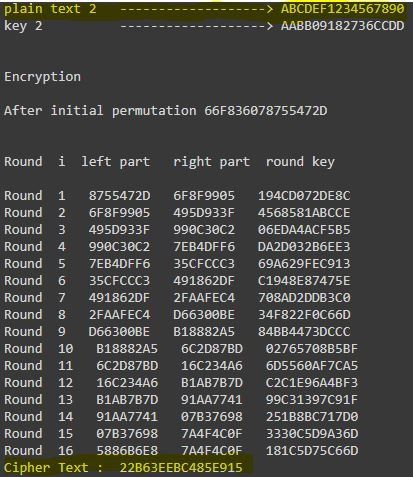 plain text 2 --------------------> ABCDEF1234567890
key 2 --------------------> AABB09182736CCDD
Encryption
After initial permutation 66F836078755472D
Round i left part right part round key
Round 1 8755472D 6F8F9905 194CD072DE8C
Round 2 6F8F9905 495D933F 4568581ABCCE
Round 3 495D933F 990C30C2 06EDA4ACF5B5
Round 4 990C30C2 7EB4DFF6 DA2D032B6EE3
Round 5 7EB4DFF6 35CFCCC3 69A629FEC913
Round 6 35CFCCC3 491862DF C1948E87475E
Round 7 491862DF 2FAAFEC4 708AD2DDB3C0
Round 8 2FAAFEC4 D66300BE 34F822F0C66D
Round 9 D66300BE B18882A5 84BB4473DCCC
Round 10 B18882A5 6C2D87BD 02765708B5BF
Round 11 6C2D87BD 16C234A6 6D5560AF7CA5
Round 12 16C234A6 B1AB7B7D C2C1E96A4BF3
Round 13 B1AB7B7D 91AA7741 99C31397C91F
Round 14 91AA7741 07B37698 251B8BC717D0
Round 15 07B37698 7A4F4C0F 3330C5D9A36D
Round 16 5886B6E8 7A4F4C0F 181C5D75C66D
Cipher Text : 22B63EEBC485E915